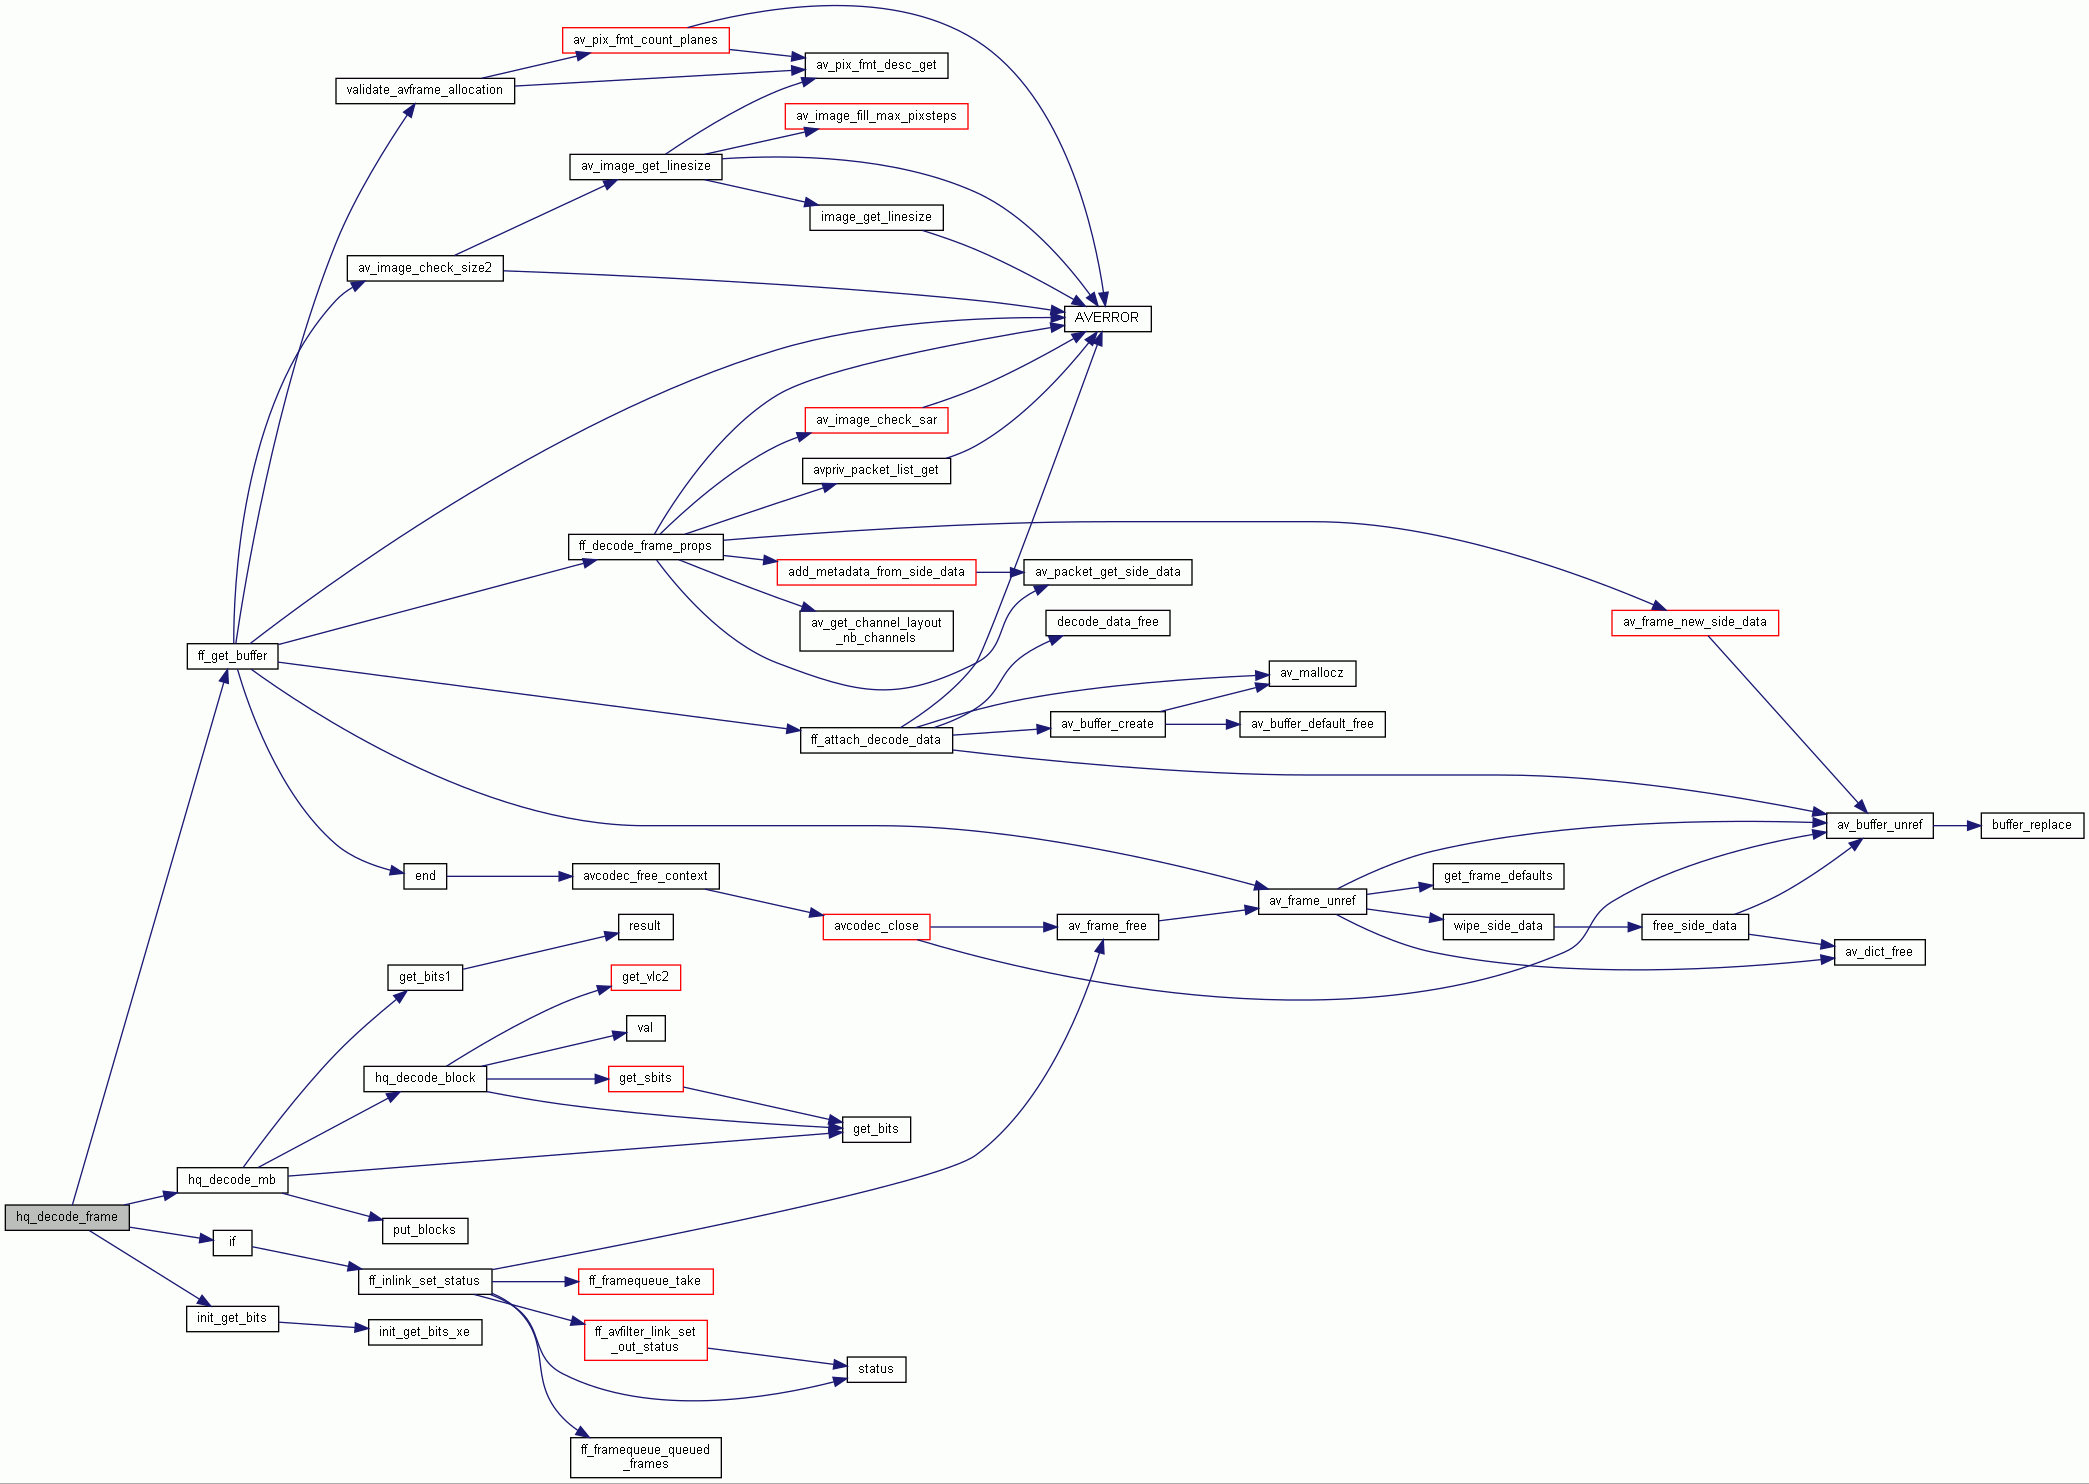 av_pix_fmt_count_planes
av_pix_fmt_desc_get
validate_avframe_allocation
av_image_fill_max_pixsteps
av_image_get_linesize
image_get_linesize
av_image_check_size2
AVERROR
av_image_check_sar
avpriv_packet_list_get
ff_decode_frame_props
add_metadata_from_side_data
av_packet_get_side_data
av_get_channel_layout
_nb_channels
decode_data_free
av_frame_new_side_data
ff_get_buffer
av_mallocz
av_buffer_create
av_buffer_default_free
ff_attach_decode_data
av_buffer_unref
buffer_replace
end
avcodec_free_context
get_frame_defaults
av_frame_unref
result
avcodec_close
av_frame_free
wipe_side_data
free_side_data
av_dict_free
get_bits1
get_vlc2
val
hq_decode_block
get_sbits
get_bits
hq_decode_mb
hq_decode_frame
put_blocks
if
ff_inlink_set_status
ff_framequeue_take
init_get_bits
init_get_bits_xe
ff_avfilter_link_set
_out_status
status
ff_framequeue_queued
_frames